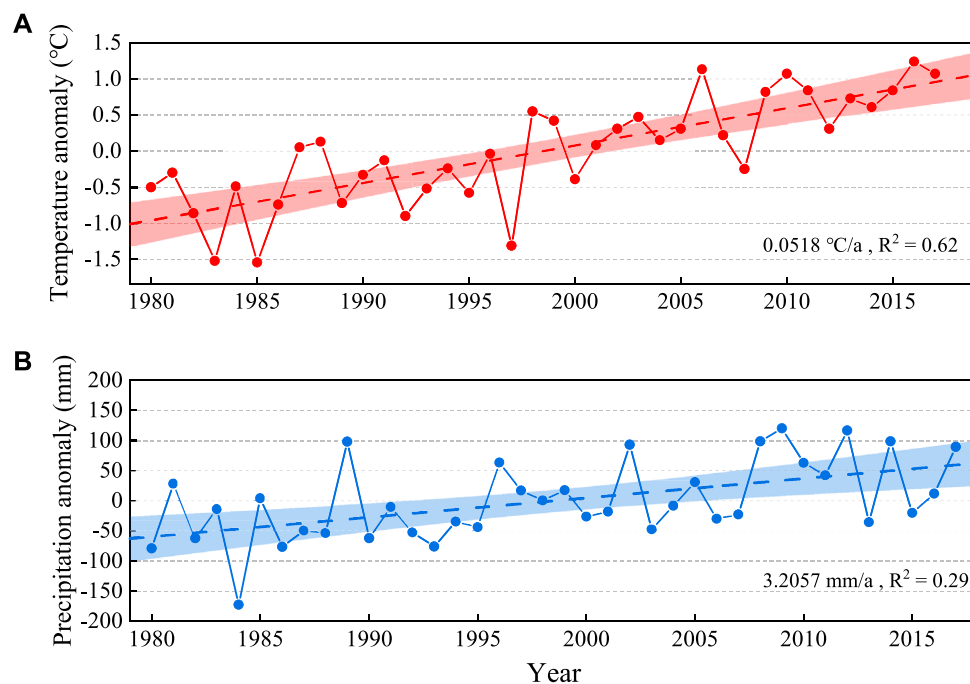 A
Temperature anomaly (°C)
1.5
1.0
0.5
0.0
-0.5
-1.0
-1.5
0.0518 °C/a , R² = 0.62
1980 1985 1990 1995 2000 2005 2010 2015
B
Precipitation anomaly (mm)
200
150
100
50
0
-50
-100
-150
-200
3.2057 mm/a , R² = 0.29
1980 1985 1990 1995 2000 2005 2010 2015
Year